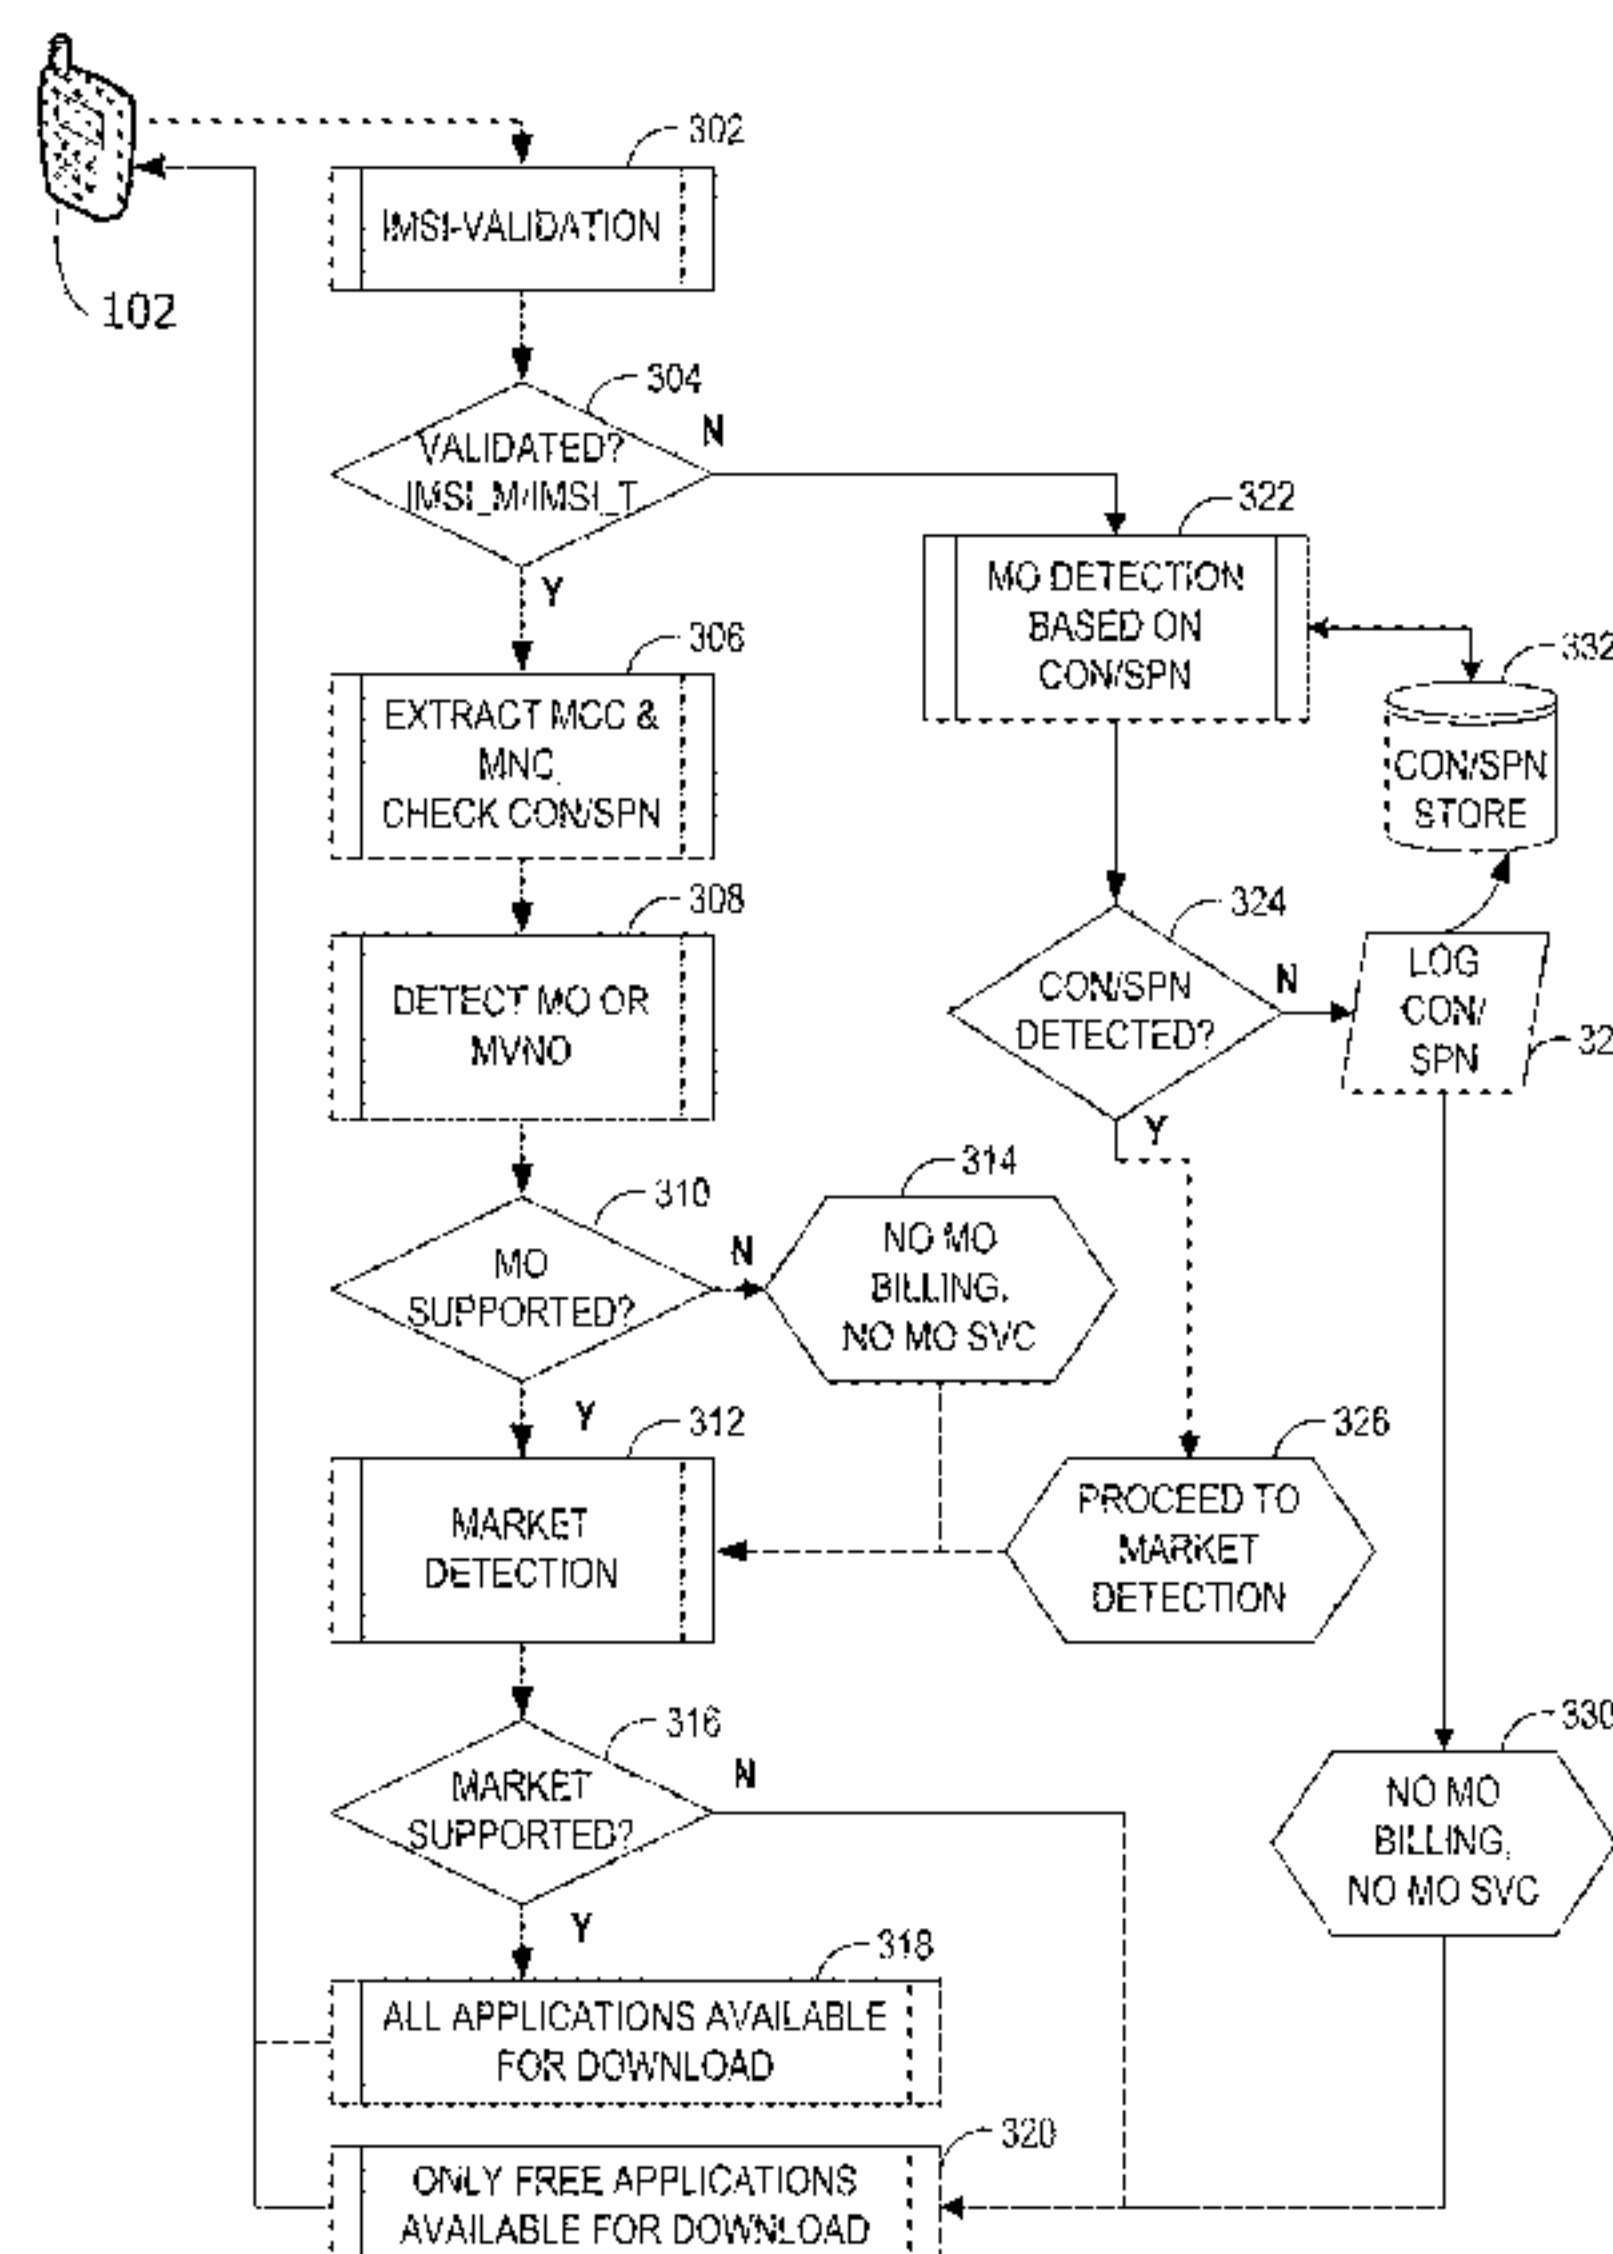 302
IMSI-VALIDATION
102
304
N
VALIDATED?
IMSI_M/IMSI_T
322
Y
MO DETECTION
BASED ON
CON/SPN
306
332
EXTRACT MCC &
MNC,
CHECK CON/SPN
CON/SPN
STORE
308
324
DETECT MO OR
MVNO
CON/SPN
DETECTED?
N
LOG
CON/
SPN
32
Y
314
310
NO MO
BILLING,
NO MO SVC
N
MO
SUPPORTED?
Y
312
326
MARKET
DETECTION
PROCEED TO
MARKET
DETECTION
316
330
N
MARKET
SUPPORTED?
NO MO
BILLING,
NO MO SVC
Y
318
ALL APPLICATIONS AVAILABLE
FOR DOWNLOAD
320
ONLY FREE APPLICATIONS
AVAILABLE FOR DOWNLOAD